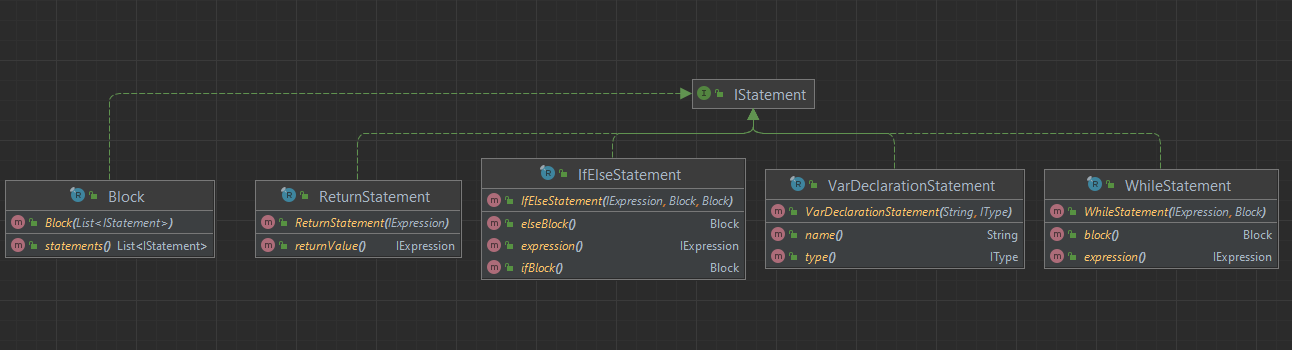 IStatement
Block
Block(List<IStatement>)
statements() List<IStatement>
ReturnStatement
ReturnStatement(IExpression)
returnValue() IExpression
IfElseStatement
IfElseStatement(IExpression, Block, Block)
elseBlock() Block
expression() IExpression
ifBlock() Block
VarDeclarationStatement
VarDeclarationStatement(String, IType)
name() String
type() IType
WhileStatement
WhileStatement(IExpression, Block)
block() Block
expression() IExpression